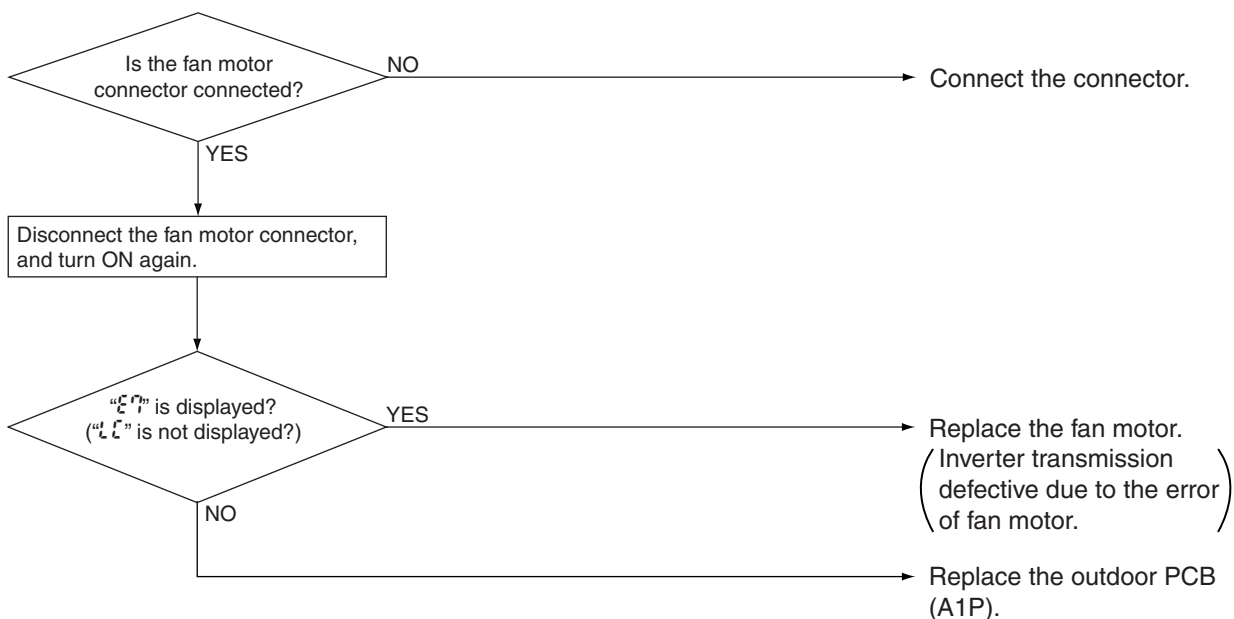 Is the fan motor
connector connected?
NO
Connect the connector.
YES
Disconnect the fan motor connector,
and turn ON again.
“E7” is displayed?
(“LC” is not displayed?)
YES
Replace the fan motor.
(Inverter transmission
defective due to the error
of fan motor.)
NO
Replace the outdoor PCB
(A1P).